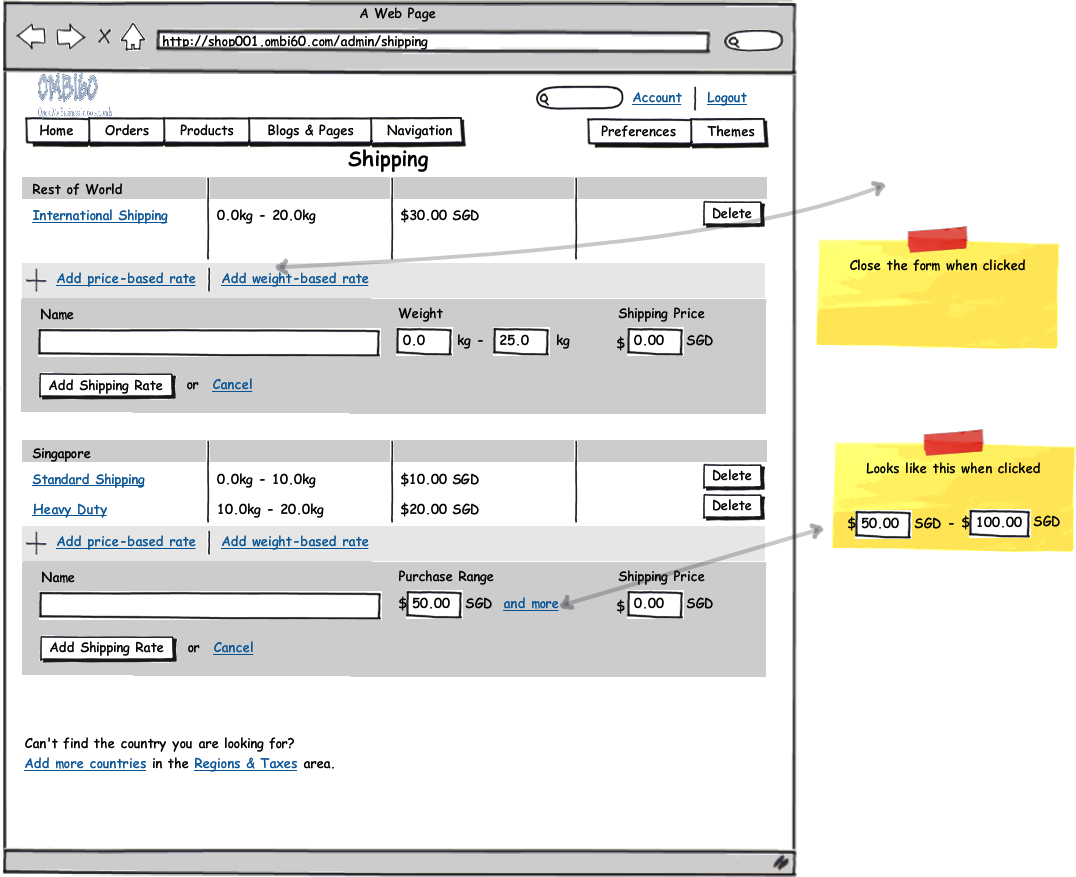 A Web Page
http://shop001.ombi60.com/admin/shipping
OMBI60
Account Logout
Home Orders Products Blogs & Pages Navigation Preferences Themes
Shipping
Rest of World
International Shipping 0.0kg - 20.0kg $30.00 SGD Delete
Add price-based rate Add weight-based rate
Name Weight Shipping Price
0.0 kg - 25.0 kg $ 0.00 SGD
Add Shipping Rate or Cancel
Singapore
Standard Shipping 0.0kg - 10.0kg $10.00 SGD Delete
Heavy Duty 10.0kg - 20.0kg $20.00 SGD Delete
Add price-based rate Add weight-based rate
Name Purchase Range Shipping Price
$ 50.00 SGD and more $ 0.00 SGD
Add Shipping Rate or Cancel
Can't find the country you are looking for?
Add more countries in the Regions & Taxes area.
Close the form when clicked
Looks like this when clicked
$ 50.00 SGD - $ 100.00 SGD